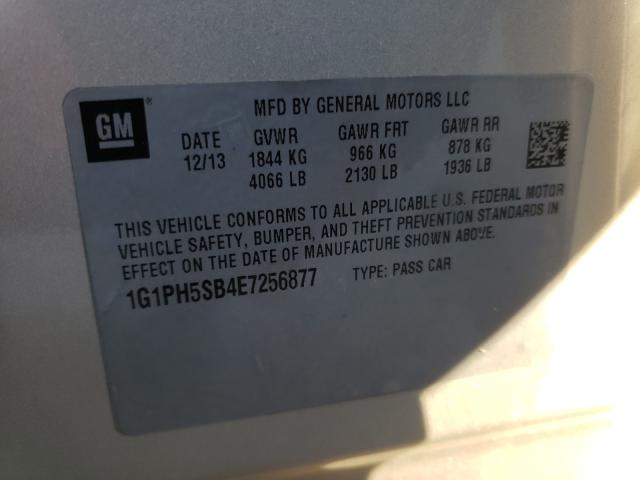 GM®
MFD BY GENERAL MOTORS LLC
DATE GVWR GAWR FRT GAWR RR
12/13 1844 KG 966 KG 878 KG
4066 LB 2130 LB 1936 LB
THIS VEHICLE CONFORMS TO ALL APPLICABLE U.S. FEDERAL MOTOR
VEHICLE SAFETY, BUMPER, AND THEFT PREVENTION STANDARDS IN
EFFECT ON THE DATE OF MANUFACTURE SHOWN ABOVE.
1G1PH5SB4E7256877 TYPE: PASS CAR